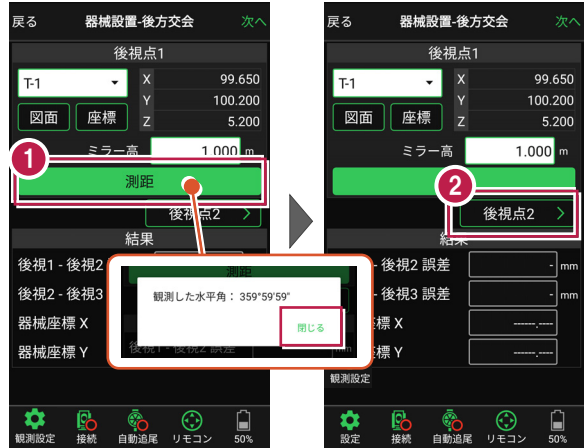 戻る 器械設置-後方交会 次へ
後視点1
T-1
X 99.650
Y 100.200
Z 5.200
図面 座標
ミラー高 1.000 m
1
測距
後視点2 >
結果
後視1 - 後視2
後視2 - 後視3
器械座標 X
器械座標 Y
測距
観測した水平角： 359°59'59"
閉じる
後視1 - 後視2 誤差 mm
観測設定 接続 自動追尾 リモコン 50%
戻る 器械設置-後方交会 次へ
後視点1
T-1
X 99.650
Y 100.200
Z 5.200
図面 座標
ミラー高 1.000 m
2
後視点2 >
結果
- 後視2 誤差 - mm
- 後視3 誤差 - mm
標 X ------.----
標 Y ------.----
観測設定
設定 接続 自動追尾 リモコン 50%